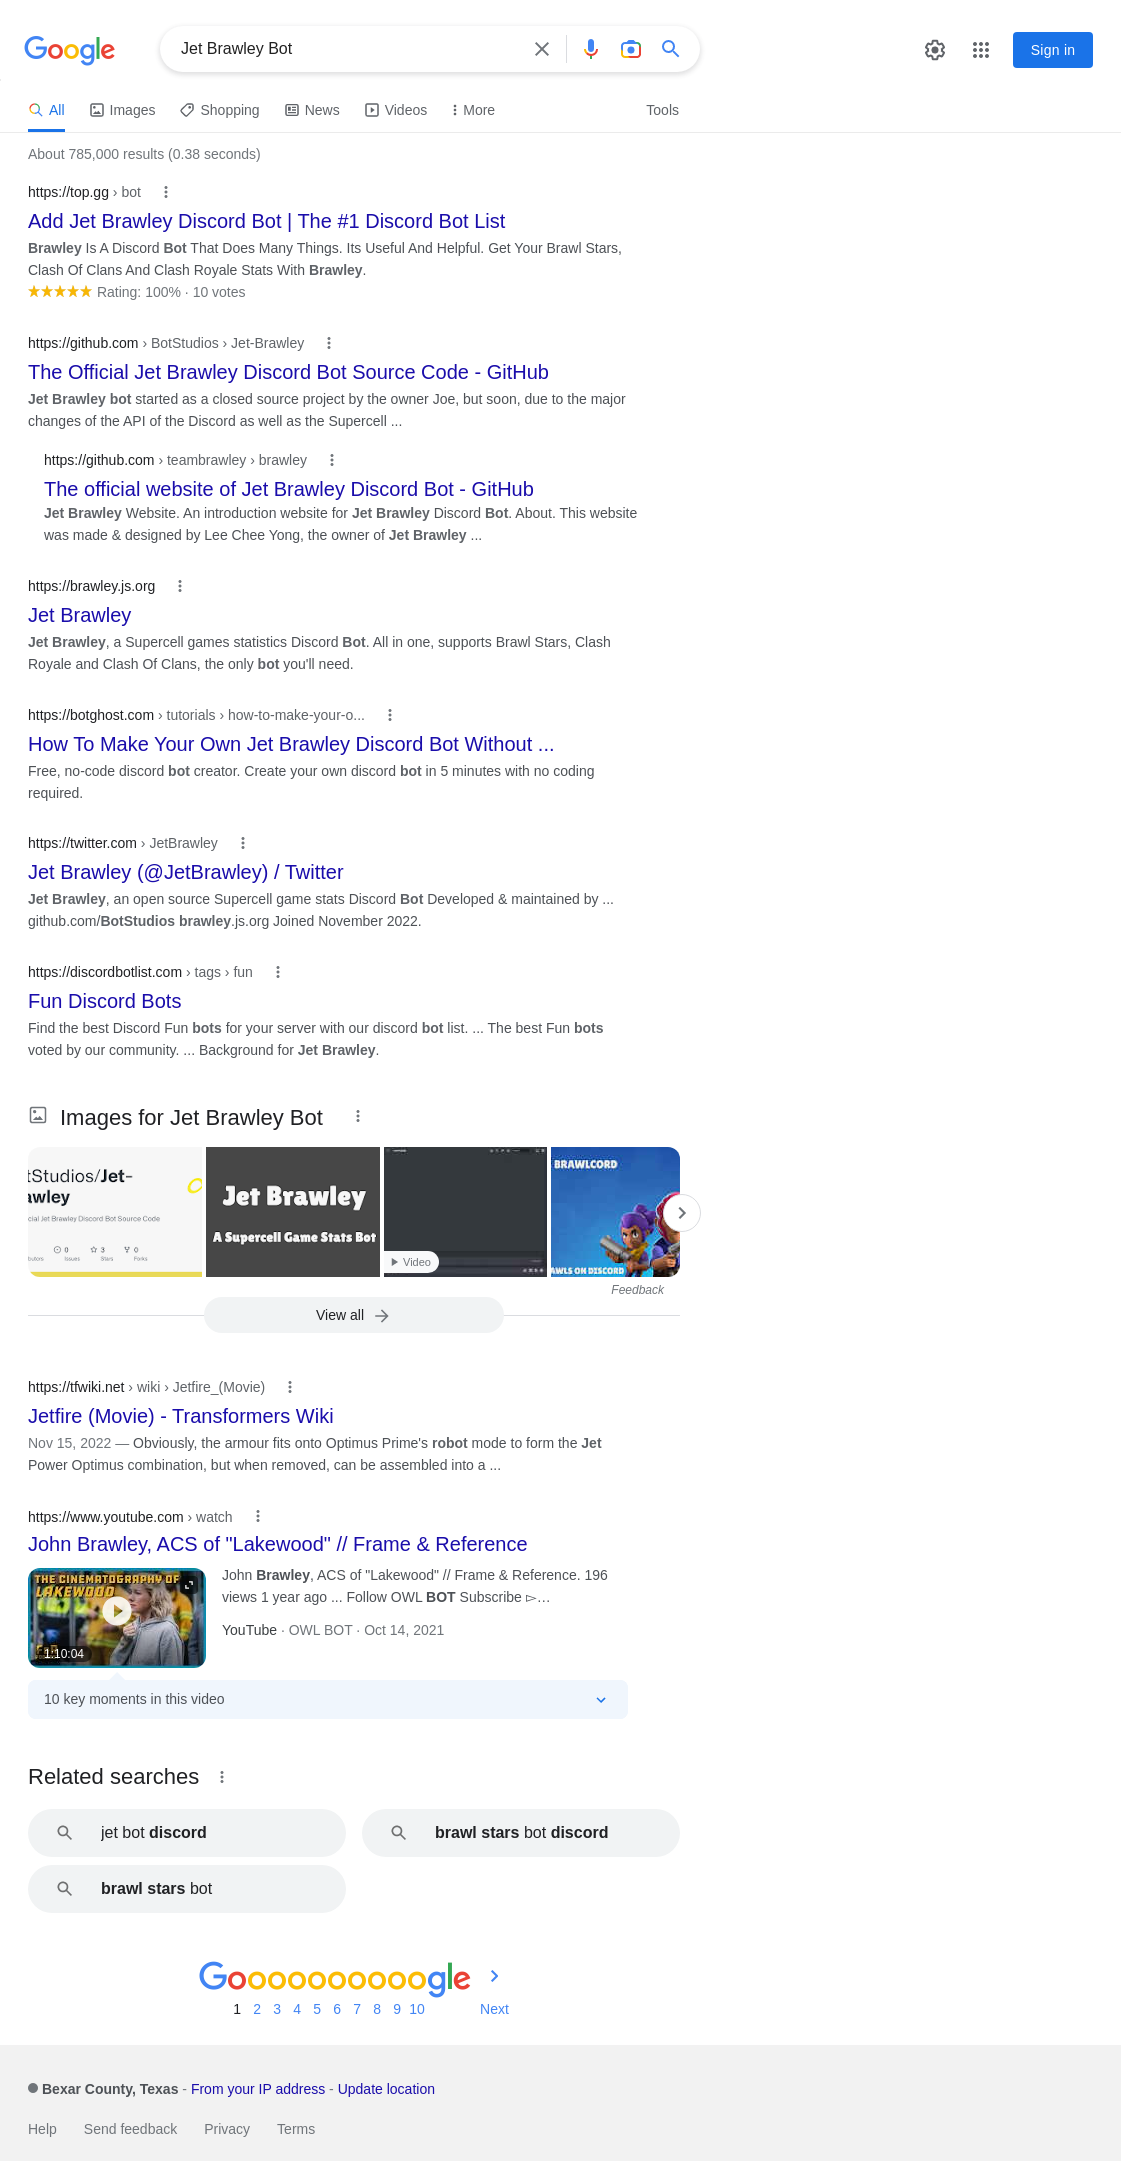 Google
Jet Brawley Bot
Sign in
All
Images
Shopping
News
Videos
More
Tools
About 785,000 results (0.38 seconds)
https://top.gg › bot
Add Jet Brawley Discord Bot | The #1 Discord Bot List
Brawley Is A Discord Bot That Does Many Things. Its Useful And Helpful. Get Your Brawl Stars,
Clash Of Clans And Clash Royale Stats With Brawley.
Rating: 100% · 10 votes
https://github.com › BotStudios › Jet-Brawley
The Official Jet Brawley Discord Bot Source Code - GitHub
Jet Brawley bot started as a closed source project by the owner Joe, but soon, due to the major
changes of the API of the Discord as well as the Supercell ...
https://github.com › teambrawley › brawley
The official website of Jet Brawley Discord Bot - GitHub
Jet Brawley Website. An introduction website for Jet Brawley Discord Bot. About. This website
was made & designed by Lee Chee Yong, the owner of Jet Brawley ...
https://brawley.js.org
Jet Brawley
Jet Brawley, a Supercell games statistics Discord Bot. All in one, supports Brawl Stars, Clash
Royale and Clash Of Clans, the only bot you'll need.
https://botghost.com › tutorials › how-to-make-your-o...
How To Make Your Own Jet Brawley Discord Bot Without ...
Free, no-code discord bot creator. Create your own discord bot in 5 minutes with no coding
required.
https://twitter.com › JetBrawley
Jet Brawley (@JetBrawley) / Twitter
Jet Brawley, an open source Supercell game stats Discord Bot Developed & maintained by ...
github.com/BotStudios brawley.js.org Joined November 2022.
https://discordbotlist.com › tags › fun
Fun Discord Bots
Find the best Discord Fun bots for your server with our discord bot list. ... The best Fun bots
voted by our community. ... Background for Jet Brawley.
Images for Jet Brawley Bot
tStudios/Jet-
awley
cial Jet Brawley Discord Bot Source Code
butors
0
Issues
3
Stars
0
Forks
Jet Brawley
A Supercell Game Stats Bot
Video
BRAWLCORD
AWLS ON DISCORD
Feedback
View all
https://tfwiki.net › wiki › Jetfire_(Movie)
Jetfire (Movie) - Transformers Wiki
Nov 15, 2022 — Obviously, the armour fits onto Optimus Prime's robot mode to form the Jet
Power Optimus combination, but when removed, can be assembled into a ...
https://www.youtube.com › watch
John Brawley, ACS of "Lakewood" // Frame & Reference
THE CINEMATOGRAPHY OF
LAKEWOOD
1:10:04
John Brawley, ACS of "Lakewood" // Frame & Reference. 196
views 1 year ago ... Follow OWL BOT Subscribe ▻…
YouTube · OWL BOT · Oct 14, 2021
10 key moments in this video
Related searches
jet bot discord
brawl stars bot discord
brawl stars bot
Goooooooooogle
1 2 3 4 5 6 7 8 9 10 Next
Bexar County, Texas - From your IP address - Update location
Help
Send feedback
Privacy
Terms